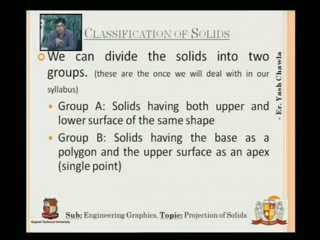 CLASSIFICATION OF SOLIDS
We can divide the solids into two
groups. (these are the once we will deal with in our
syllabus)
• Group A: Solids having both upper and
lower surface of the same shape
• Group B: Solids having the base as a
polygon and the upper surface as an apex
(single point)
- Er. Yash Chawla
Gujarat Technological University
Sub: Engineering Graphics, Topic: Projection of Solids